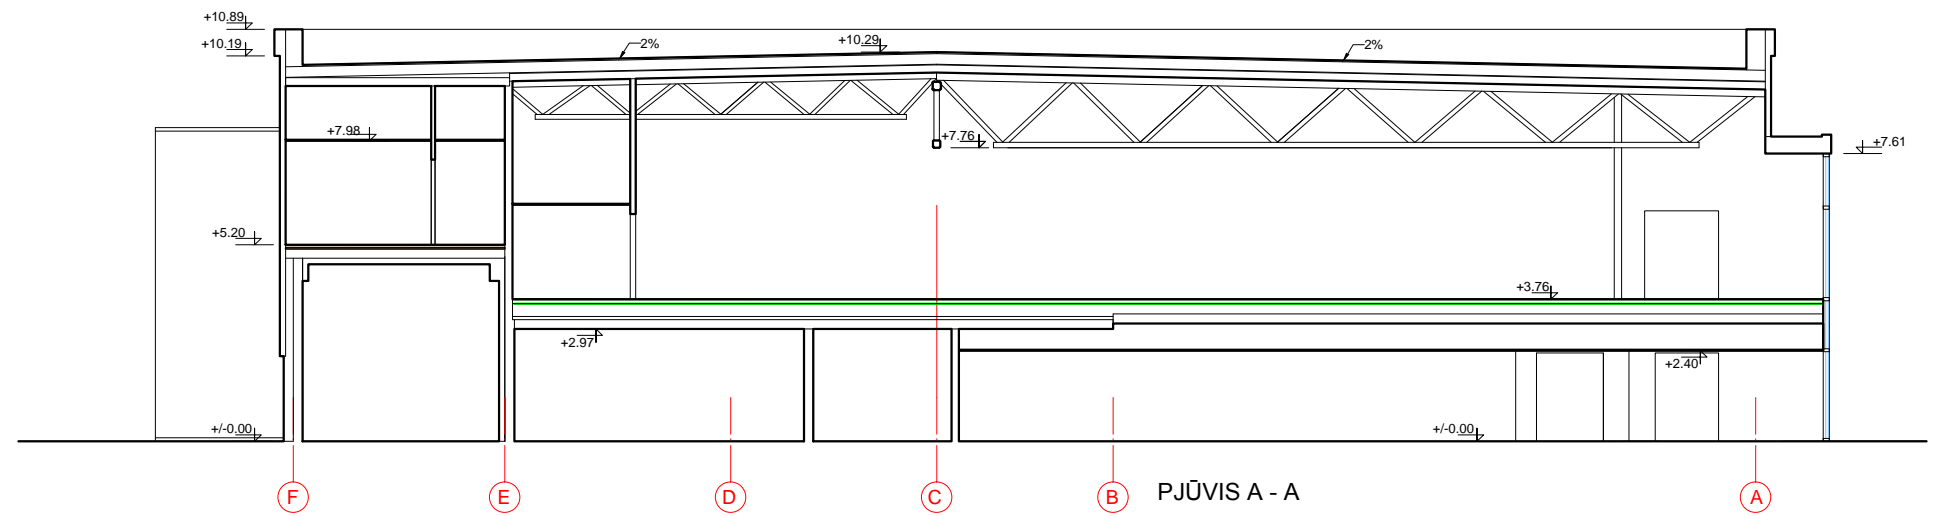 +10.89
+10.19
2%
+10.29
2%
+7.98
+7.76
+7.61
+5.20
+3.76
+2.97
+2.40
+/-0.00
+/-0.00
F
E
D
C
B
PJŪVIS A - A
A